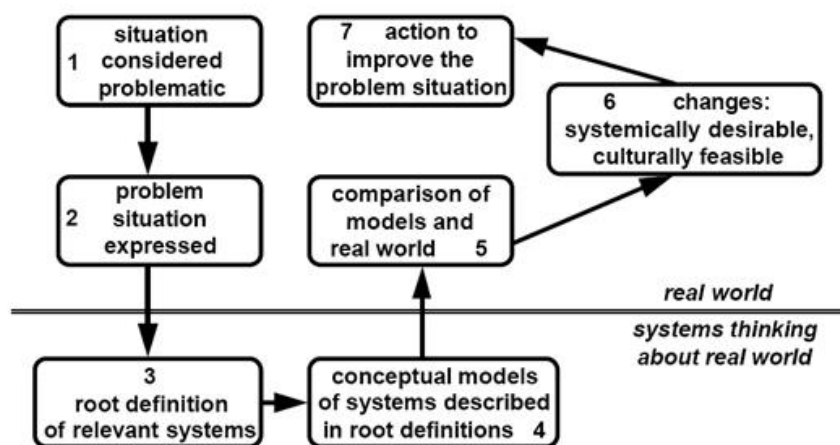 situation
1 considered
problematic
2 problem
situation
expressed
3
root definition
of relevant systems
conceptual models
of systems described
in root definitions 4
comparison of
models and
real world 5
6 changes:
systemically desirable,
culturally feasible
7 action to
improve the
problem situation
real world
systems thinking
about real world